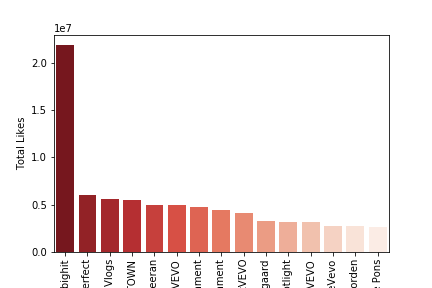 1e7
Total Likes
2.0
1.5
1.0
0.5
0.0
bighit
erfect
Vlogs
TOWN
eeran
VEVO
nment
ment
VEVO
gaard
tlight
VEVO
eVevo
orden
Pons